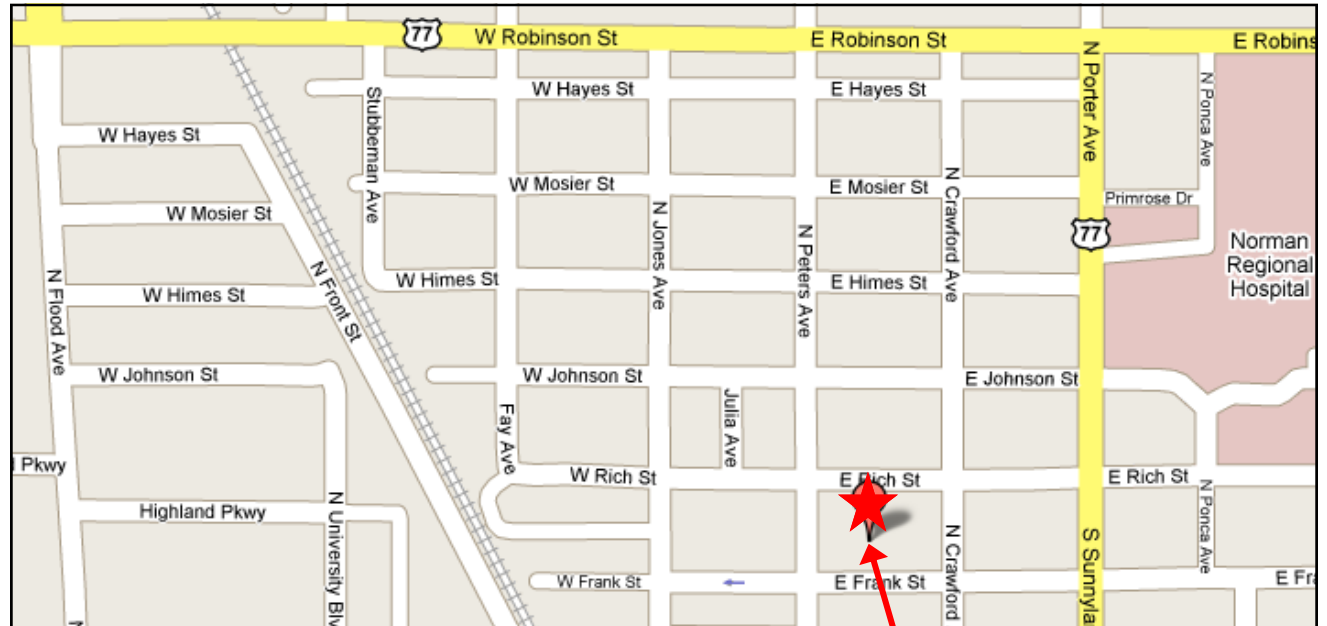 77
W Robinson St
E Robinson St
E Robins
W Hayes St
E Hayes St
N Porter Ave
N Ponca Ave
Stubbeman Ave
W Hayes St
W Mosier St
E Mosier St
N Crawford Ave
Primrose Dr
W Mosier St
N Jones Ave
N Peters Ave
77
Norman
Regional
Hospital
N Flood Ave
N Front St
W Himes St
E Himes St
W Himes St
W Johnson St
W Johnson St
E Johnson St
Julia Ave
Fay Ave
Pkwy
W Rich St
E Rich St
E Rich St
Highland Pkwy
N University Blv
N Crawford
S Sunnyla
N Ponca Ave
W Frank St
E Frank St
E Fra
N